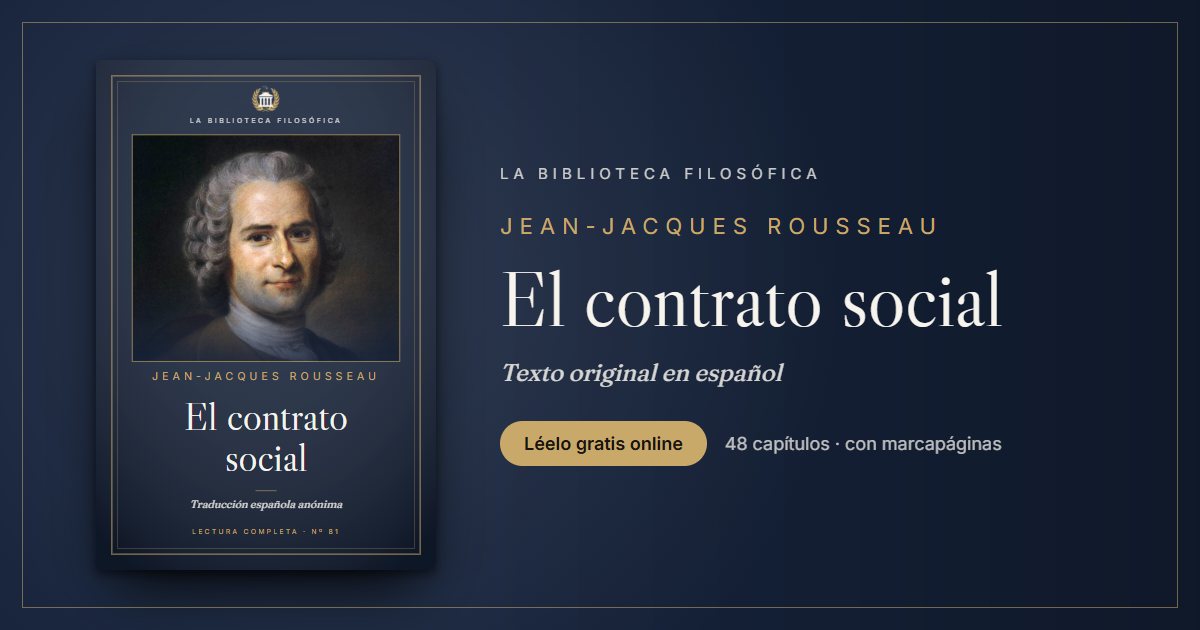 LA BIBLIOTECA FILOSÓFICA
JEAN-JACQUES ROUSSEAU
El contrato
social
Traducción española anónima
LECTURA COMPLETA · Nº 81
LA BIBLIOTECA FILOSÓFICA
JEAN-JACQUES ROUSSEAU
El contrato social
Texto original en español
Léelo gratis online
48 capítulos · con marcapáginas